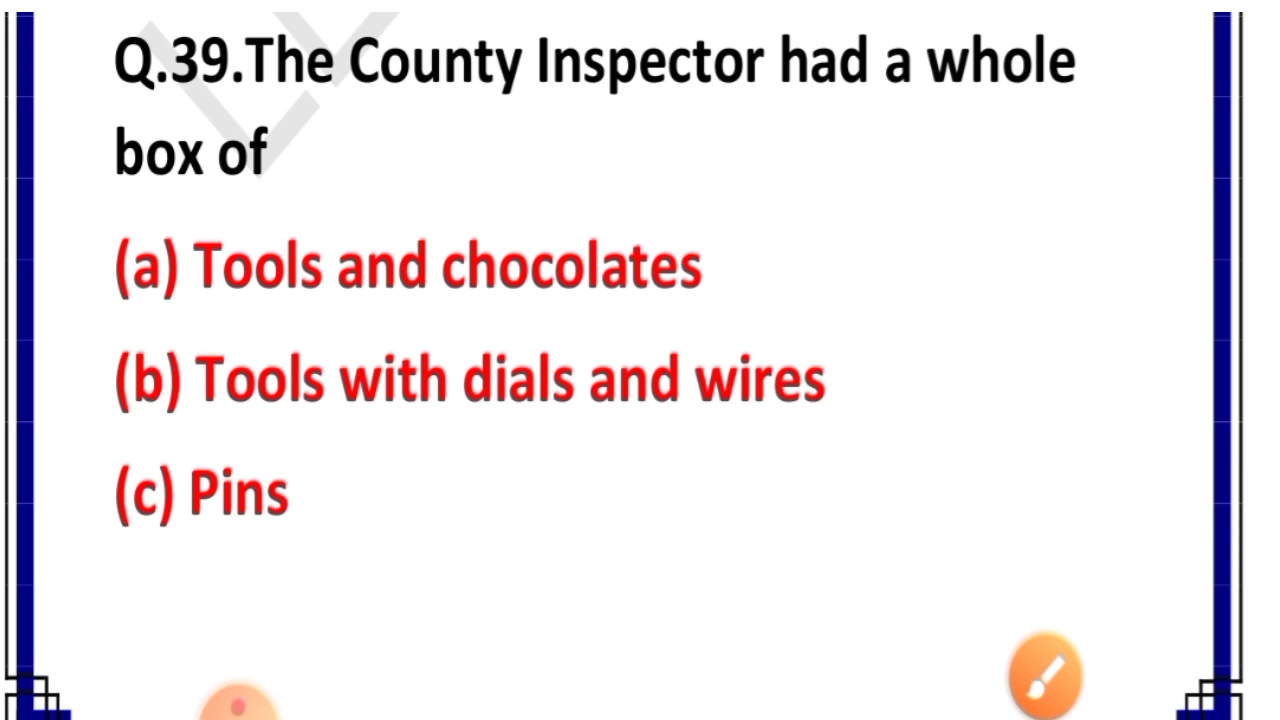 Q.39.The County Inspector had a whole
box of
(a) Tools and chocolates
(b) Tools with dials and wires
(c) Pins